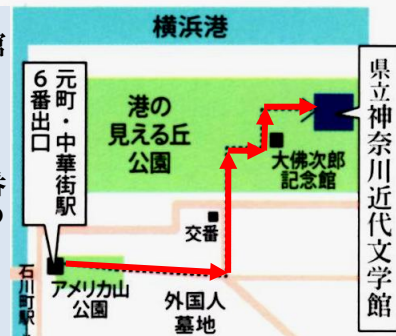 横浜港
元町・中華街駅
6番出口
港の
見える丘
公園
大佛次郎
記念館
県立神奈川近代文学館
交番
アメリカ山
公園
外国人
墓地
石川町駅